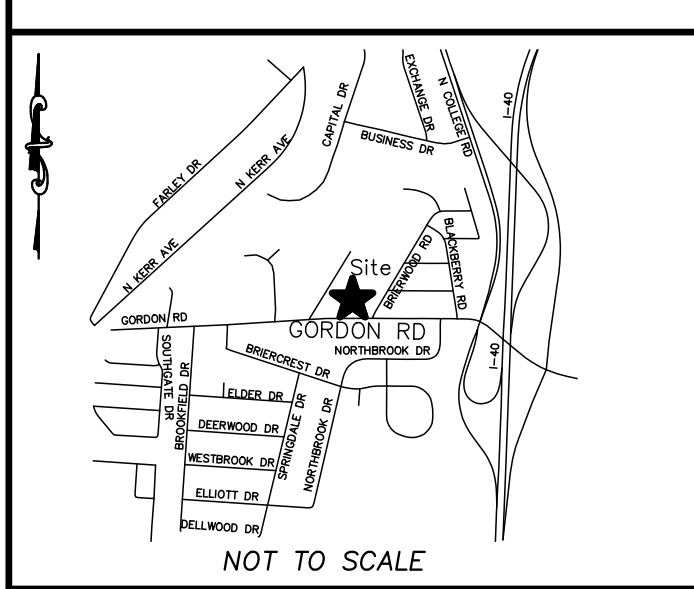 EXCHANGE DR
N COLLEGE RD
I-40
CAPITAL DR
BUSINESS DR
FARLEY DR
N KERR AVE
N KERR AVE
BLACKBERRY RD
BRIERWOOD RD
Site
GORDON RD
GORDON RD
NORTHBROOK DR
I-40
BRIERCREST DR
SOUTHGATE DR
BROOKFIELD DR
ELDER DR
SPRINGDALE DR
NORTHBROOK DR
DEERWOOD DR
WESTBROOK DR
ELLIOTT DR
DELLWOOD DR
NOT TO SCALE